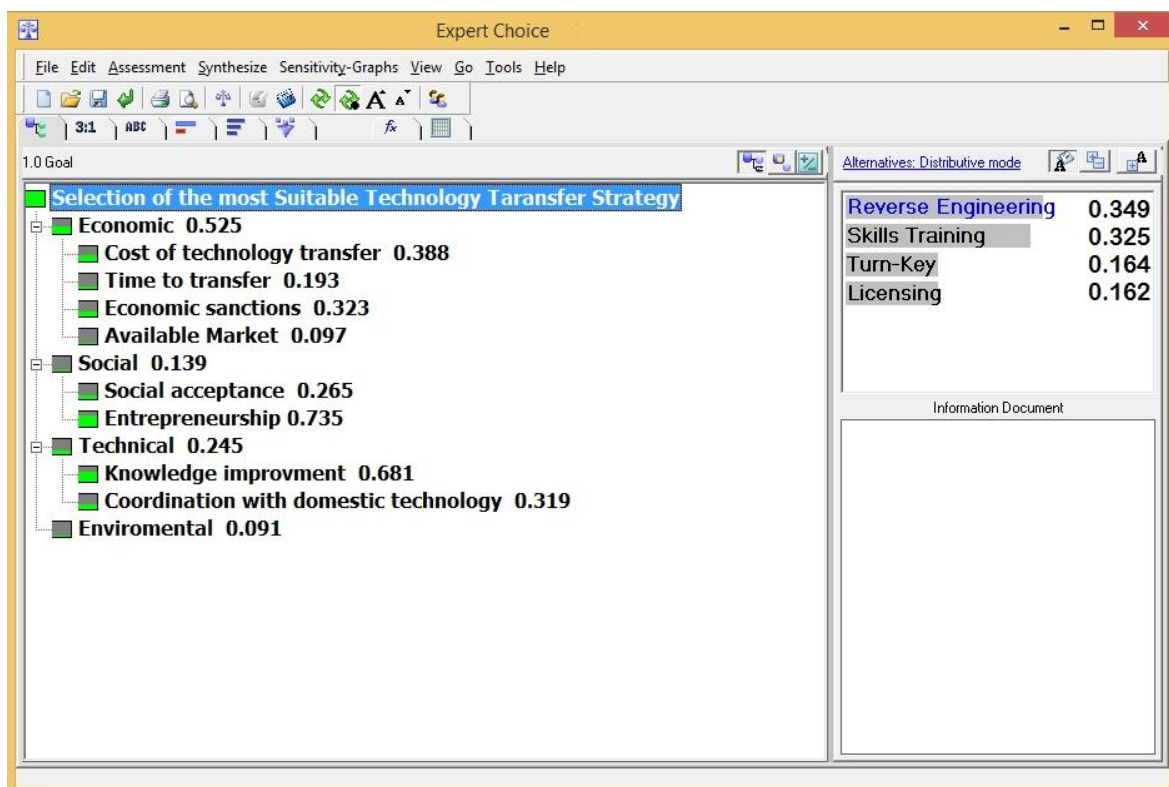 Expert Choice
File Edit Assessment Synthesize Sensitivity-Graphs View Go Tools Help
A A
3:1 ABC fx
1.0 Goal
Alternatives: Distributive mode A A
Selection of the most Suitable Technology Taransfer Strategy
Economic 0.525
Cost of technology transfer 0.388
Time to transfer 0.193
Economic sanctions 0.323
Available Market 0.097
Social 0.139
Social acceptance 0.265
Entrepreneurship 0.735
Technical 0.245
Knowledge improvment 0.681
Coordination with domestic technology 0.319
Enviromental 0.091
Reverse Engineering 0.349
Skills Training 0.325
Turn-Key 0.164
Licensing 0.162
Information Document